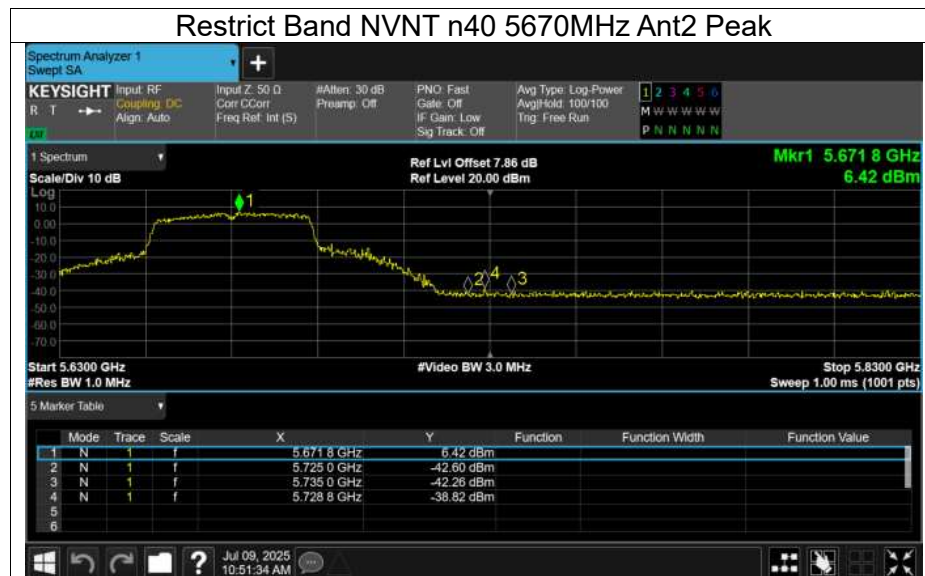 Restrict Band NVNT n40 5670MHz Ant2 Peak
Spectrum Analyzer 1
Swept SA
+
KEYSIGHT Input: RF Input Z: 50 Ω #Atten: 30 dB PNO: Fast Avg Type: Log-Power 1 2 3 4 5 6
R T Coupling: DC Corr CCorr Preamp: Off Gate: Off Avg|Hold: 100/100 M W W W W W
Align: Auto Freq Ref: Int (S) IF Gain: Low Trig: Free Run
Sig Track: Off P N N N N N
1 Spectrum Ref Lvl Offset 7.86 dB Mkr1 5.671 8 GHz
Scale/Div 10 dB Ref Level 20.00 dBm 6.42 dBm
Log
10.0
0.00
-10.0
-20.0
-30.0
-40.0
-50.0
-60.0
-70.0
1
2 4 3
Start 5.6300 GHz #Video BW 3.0 MHz Stop 5.8300 GHz
#Res BW 1.0 MHz Sweep 1.00 ms (1001 pts)
5 Marker Table
Mode Trace Scale X Y Function Function Width Function Value
1 N 1 f 5.671 8 GHz 6.42 dBm
2 N 1 f 5.725 0 GHz -42.60 dBm
3 N 1 f 5.735 0 GHz -42.26 dBm
4 N 1 f 5.728 8 GHz -38.82 dBm
5
6
? Jul 09, 2025
10:51:34 AM